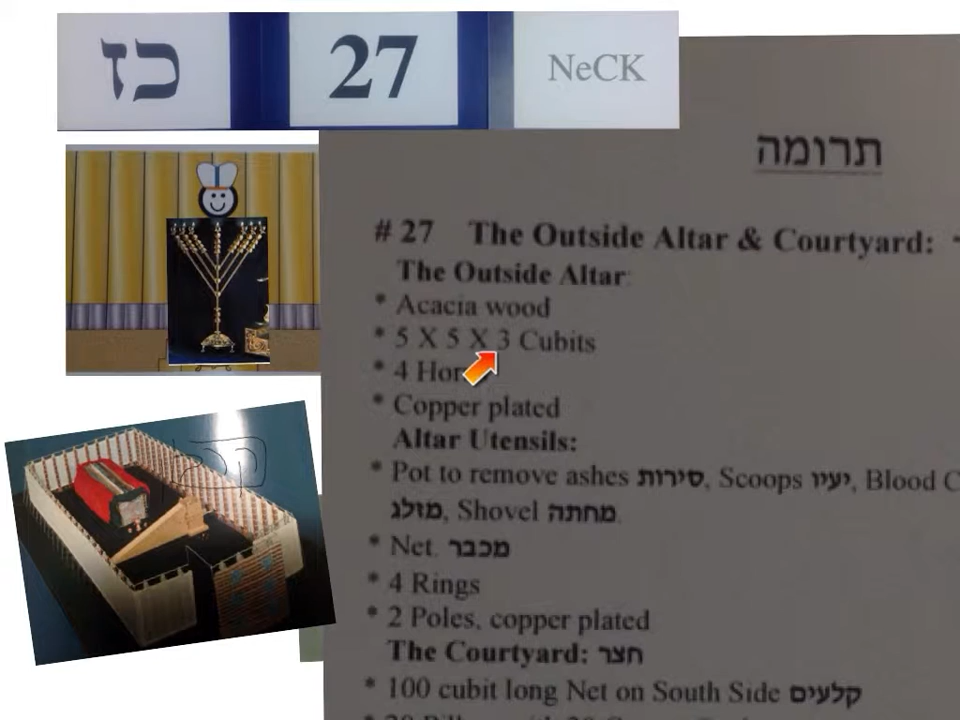 כז 27 NeCK
תרומה
# 27 The Outside Altar & Courtyard:
The Outside Altar:
* Acacia wood
* 5 X 5 X 3 Cubits
* 4
* Copper plated
Altar Utensils:
* Pot to remove ashes סירות, Scoops יעיו, Blood
מזלג, Shovel מחתה.
* Net. מכבר
* 4 Rings
* 2 Poles, copper plated
The Courtyard: חצר
* 100 cubit long Net on South Side קלעים